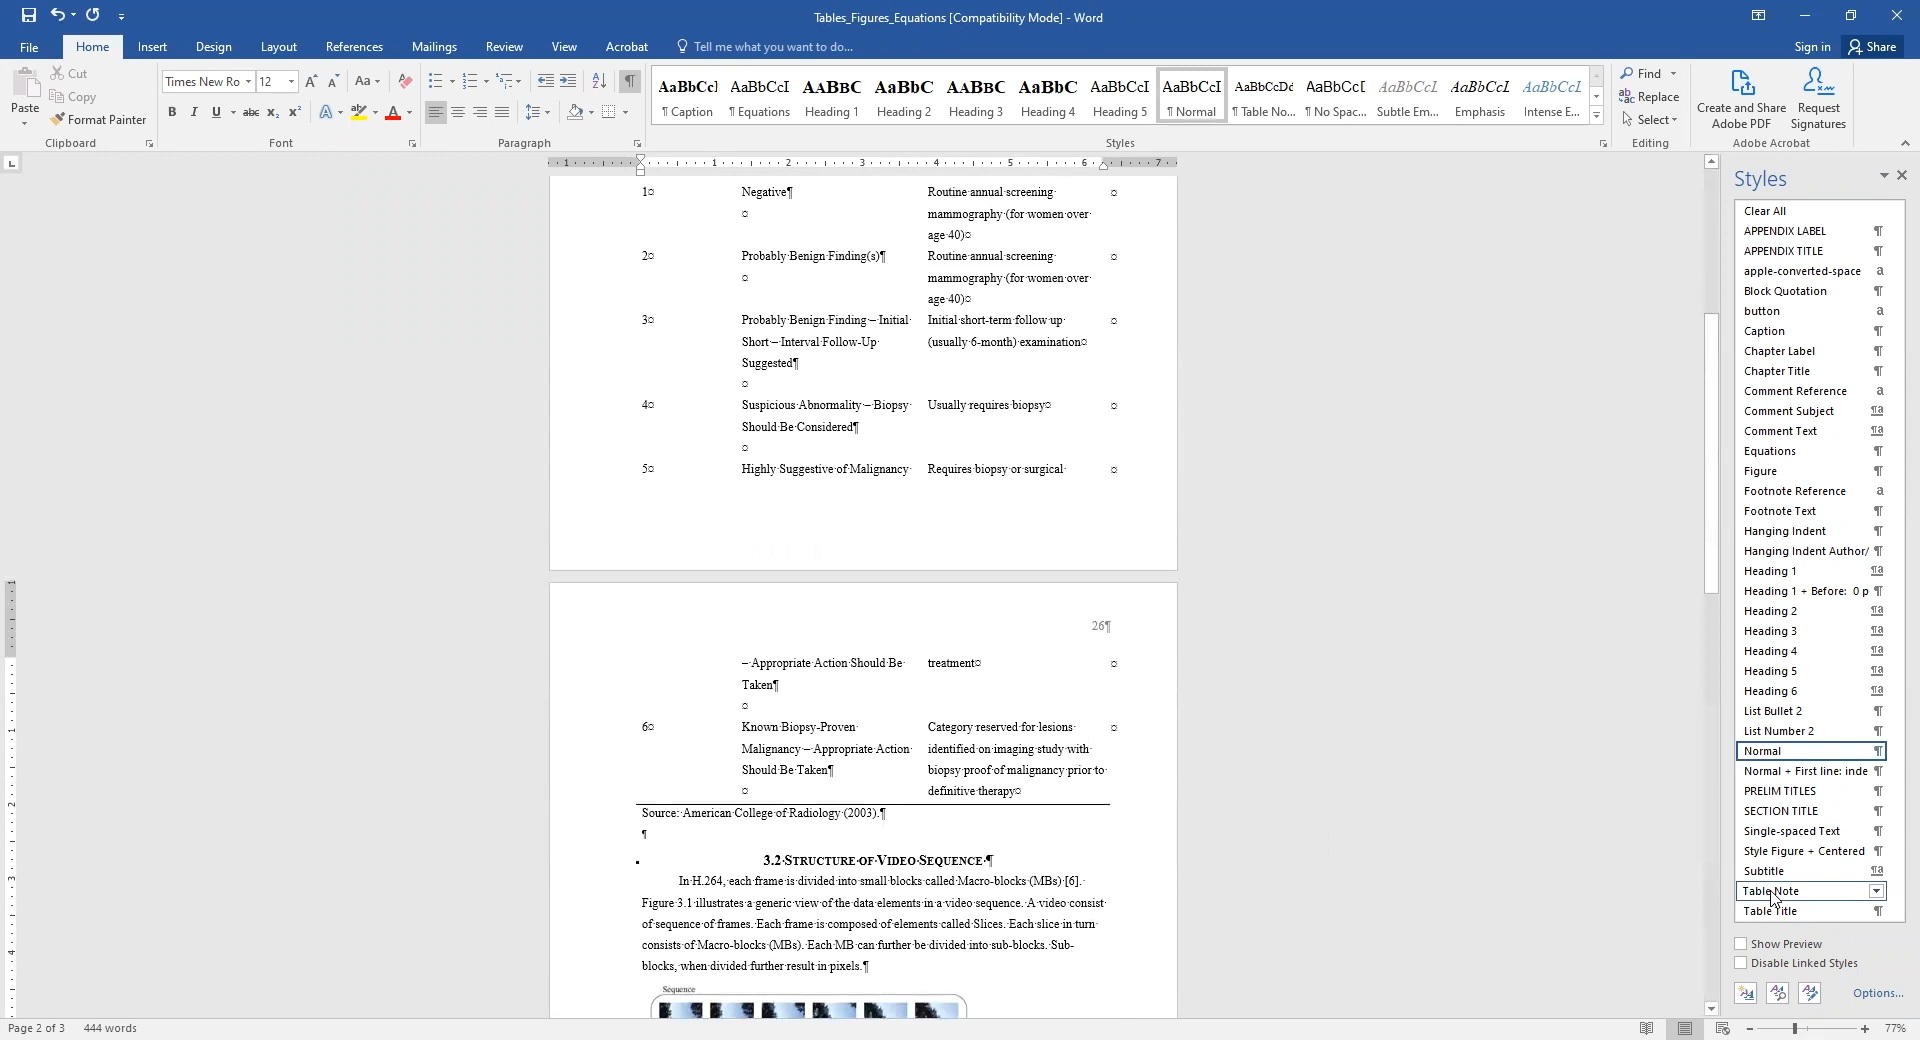 Tables_Figures_Equations [Compatibility Mode] - Word
File Home Insert Design Layout References Mailings Review View Acrobat Tell me what you want to do... Sign in Share
Paste
Cut
Copy
Format Painter
Clipboard
Times New Ro 12
Font
Paragraph
AaBbCcI AaBbCcI AaBbC AaBbC AaBbC AaBbC AaBbCcI AaBbCcI AaBbCcDd AaBbCcI AaBbCcL AaBbCcL AaBbCcL
¶ Caption ¶ Equations Heading 1 Heading 2 Heading 3 Heading 4 Heading 5 ¶ Normal ¶ Table No... ¶ No Spac... Subtle Em... Emphasis Intense E...
Styles
Find
Replace
Select
Editing
Create and Share
Adobe PDF
Request
Signatures
Adobe Acrobat
1 1 2 3 4 5 6 7
1¤ Negative¶ Routine·annual·screening·
¤ mammography·(for·women·over·
age·40)¤
2¤ Probably·Benign·Finding(s)¶ Routine·annual·screening·
¤ mammography·(for·women·over·
age·40)¤
3¤ Probably·Benign·Finding·–·Initial· Initial·short-term·follow·up·
Short·–·Interval·Follow-Up· (usually·6-month)·examination¤
Suggested¶
¤
4¤ Suspicious·Abnormality·–·Biopsy· Usually·requires·biopsy¤
Should·Be·Considered¶
¤
5¤ Highly·Suggestive·of·Malignancy· Requires·biopsy·or·surgical·
26¶
–·Appropriate·Action·Should·Be· treatment¤
Taken¶
¤
6¤ Known·Biopsy-Proven· Category·reserved·for·lesions·
Malignancy·–·Appropriate·Action· identified·on·imaging·study·with·
Should·Be·Taken¶ biopsy·proof·of·malignancy·prior·to·
¤ definitive·therapy¤
Source:·American·College·of·Radiology·(2003).¶
¶
3.2·STRUCTURE·OF·VIDEO·SEQUENCE·¶
In·H.264,·each·frame·is·divided·into·small·blocks·called·Macro-blocks·(MBs)·[6].·
Figure·3.1·illustrates·a·generic·view·of·the·data·elements·in·a·video·sequence.·A·video·consist·
of·sequence·of·frames.·Each·frame·is·composed·of·elements·called·Slices.·Each·slice·in·turn·
consists·of·Macro-blocks·(MBs).·Each·MB·can·further·be·divided·into·sub-blocks.·Sub-
blocks,·when·divided·further·result·in·pixels.¶
Sequence
Styles
Clear All
APPENDIX LABEL ¶
APPENDIX TITLE ¶
apple-converted-space a
Block Quotation ¶
button a
Caption ¶
Chapter Label ¶
Chapter Title ¶
Comment Reference a
Comment Subject ¶a
Comment Text ¶a
Equations ¶
Figure ¶
Footnote Reference a
Footnote Text ¶
Hanging Indent ¶
Hanging Indent Author/ ¶
Heading 1 ¶a
Heading 1 + Before: 0 p ¶
Heading 2 ¶a
Heading 3 ¶a
Heading 4 ¶a
Heading 5 ¶a
Heading 6 ¶a
List Bullet 2 ¶
List Number 2 ¶
Normal ¶
Normal + First line: inde ¶
PRELIM TITLES ¶
SECTION TITLE ¶
Single-spaced Text ¶
Style Figure + Centered ¶
Subtitle ¶a
Table Note
Table Title ¶
Show Preview
Disable Linked Styles
Options...
Page 2 of 3 444 words 77%